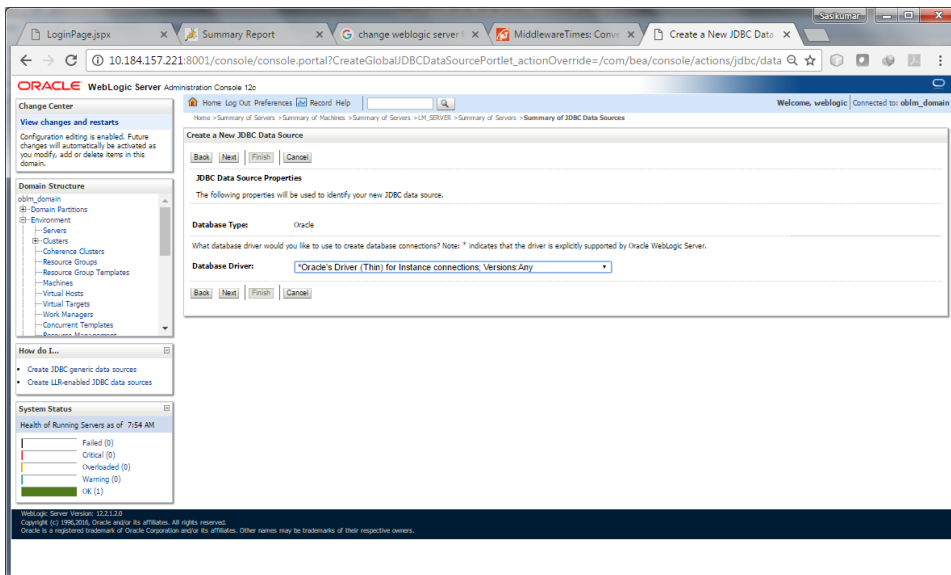 Sasikumar
LoginPage.jspx
Summary Report
change weblogic server
MiddlewareTimes: Conve
Create a New JDBC Data
10.184.157.221:8001/console/console.portal?CreateGlobalJDBCDataSourcePortlet_actionOverride=/com/bea/console/actions/jdbc/data
ORACLE WebLogic Server Administration Console 12c
Change Center
View changes and restarts
Configuration editing is enabled. Future
changes will automatically be activated as
you modify, add or delete items in this
domain.
Domain Structure
oblm_domain
Domain Partitions
Environment
Servers
Clusters
Coherence Clusters
Resource Groups
Resource Group Templates
Machines
Virtual Hosts
Virtual Targets
Work Managers
Concurrent Templates
Resource Management
How do I...
Create JDBC generic data sources
Create LLR-enabled JDBC data sources
System Status
Health of Running Servers as of 7:54 AM
Failed (0)
Critical (0)
Overloaded (0)
Warning (0)
OK (1)
Home Log Out Preferences Record Help
Welcome, weblogic Connected to: oblm_domain
Home >Summary of Servers >Summary of Machines >Summary of Servers >LM_SERVER >Summary of Servers >Summary of JDBC Data Sources
Create a New JDBC Data Source
Back Next Finish Cancel
JDBC Data Source Properties
The following properties will be used to identify your new JDBC data source.
Database Type: Oracle
What database driver would you like to use to create database connections? Note: * indicates that the driver is explicitly supported by Oracle WebLogic Server.
Database Driver: *Oracle's Driver (Thin) for Instance connections; Versions:Any
Back Next Finish Cancel
WebLogic Server Version: 12.2.1.2.0
Copyright (c) 1996,2016, Oracle and/or its affiliates. All rights reserved.
Oracle is a registered trademark of Oracle Corporation and/or its affiliates. Other names may be trademarks of their respective owners.